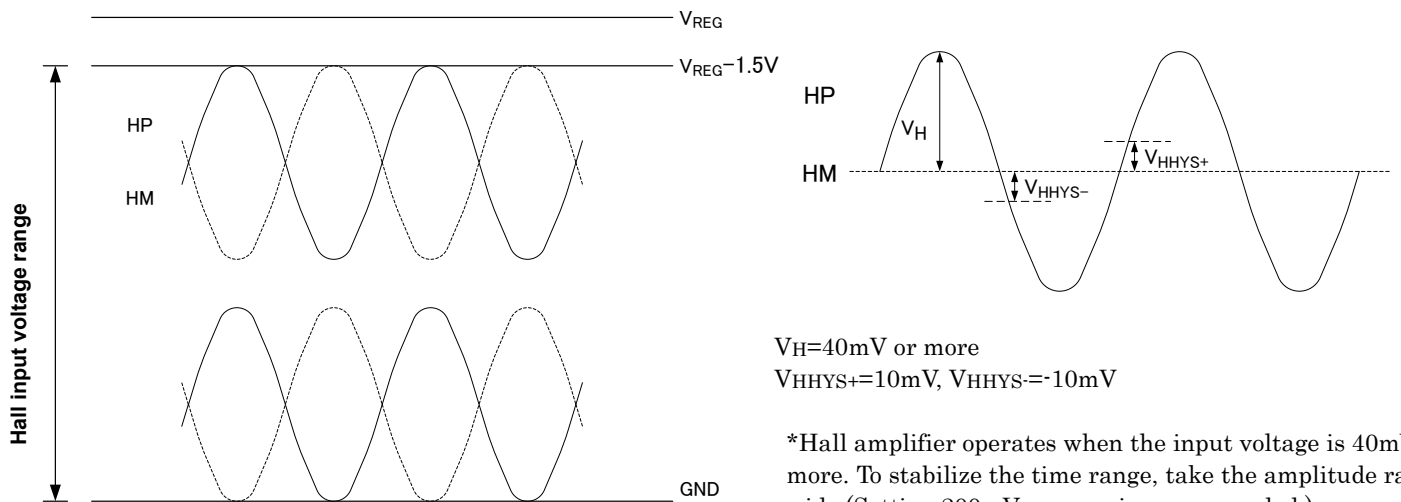 VREG
VREG−1.5V
HP
HM
Hall input voltage range
GND
HP
VH
HM
VHHYS+
VHHYS−
VH=40mV or more
VHHYS+=10mV, VHHYS-=-10mV
*Hall amplifier operates when the input voltage is 40m
more. To stabilize the time range, take the amplitude ra